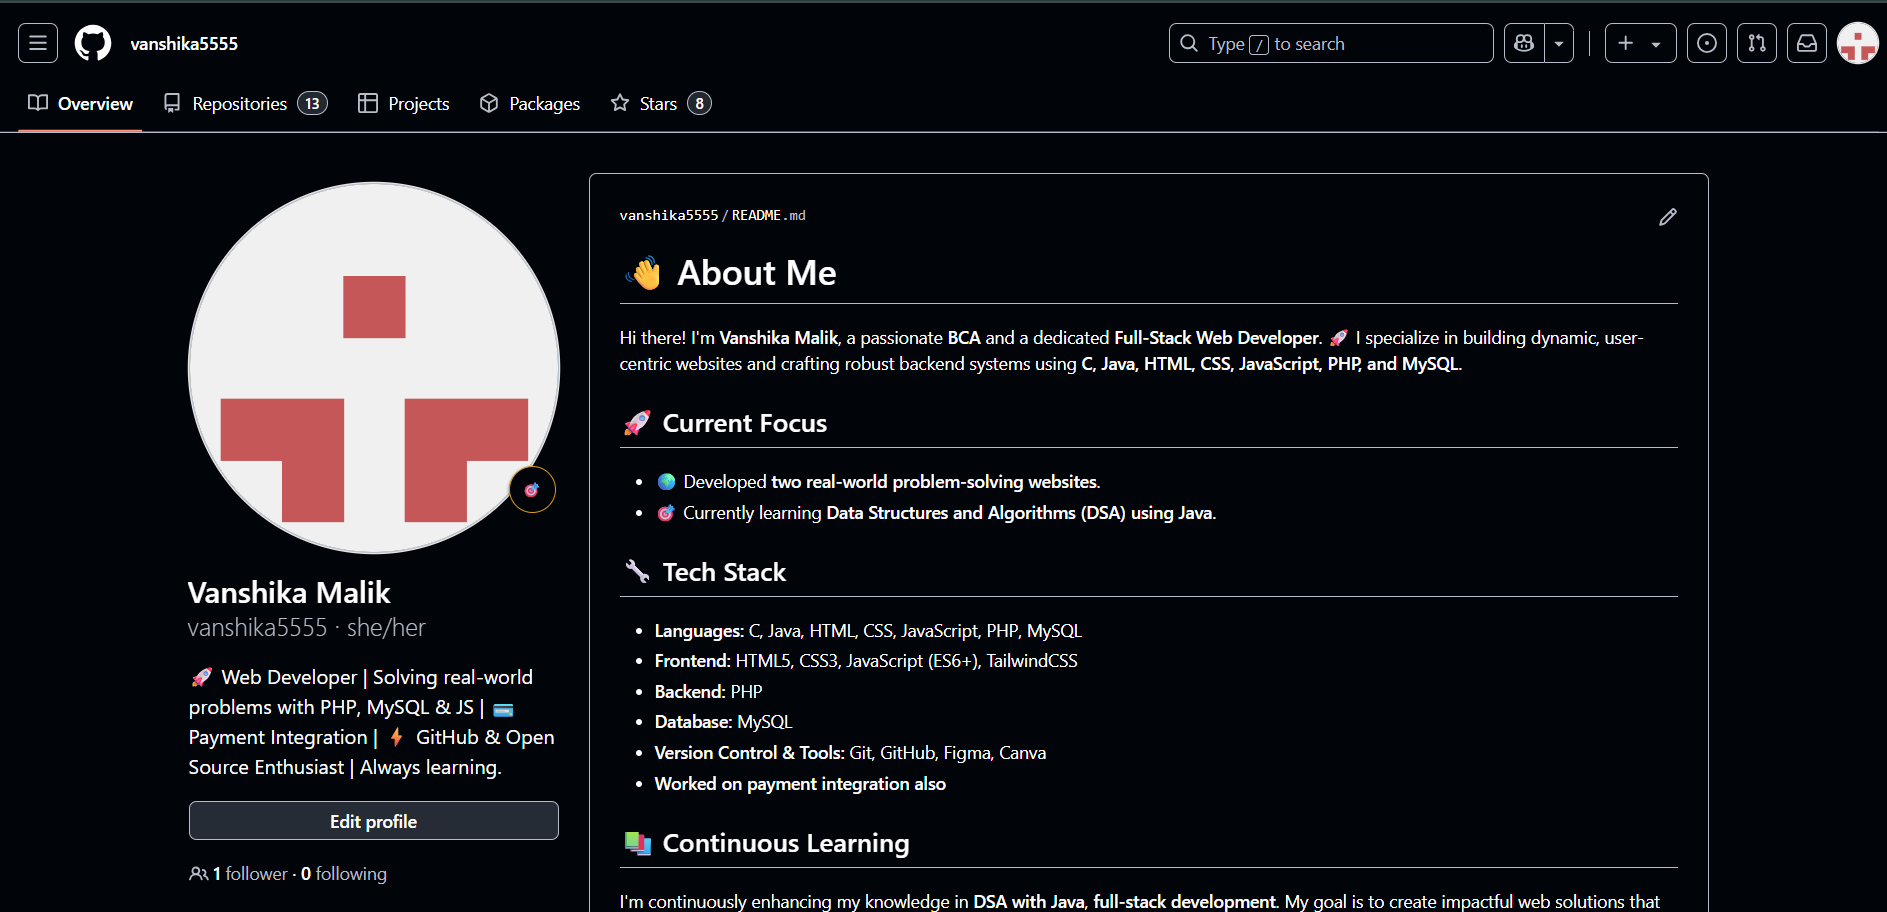 vanshika5555
Type / to search
Overview
Repositories 13
Projects
Packages
Stars 8
Vanshika Malik
vanshika5555 · she/her
🚀 Web Developer | Solving real-world
problems with PHP, MySQL & JS | 💳
Payment Integration | ⚡ GitHub & Open
Source Enthusiast | Always learning.
Edit profile
1 follower · 0 following
vanshika5555/README.md
👋 About Me
Hi there! I'm Vanshika Malik, a passionate BCA and a dedicated Full-Stack Web Developer. 🚀 I specialize in building dynamic, user-
centric websites and crafting robust backend systems using C, Java, HTML, CSS, JavaScript, PHP, and MySQL.
🚀 Current Focus
• 🌍 Developed two real-world problem-solving websites.
• 🎯 Currently learning Data Structures and Algorithms (DSA) using Java.
🔧 Tech Stack
• Languages: C, Java, HTML, CSS, JavaScript, PHP, MySQL
• Frontend: HTML5, CSS3, JavaScript (ES6+), TailwindCSS
• Backend: PHP
• Database: MySQL
• Version Control & Tools: Git, GitHub, Figma, Canva
• Worked on payment integration also
📚 Continuous Learning
I'm continuously enhancing my knowledge in DSA with Java, full-stack development. My goal is to create impactful web solutions that